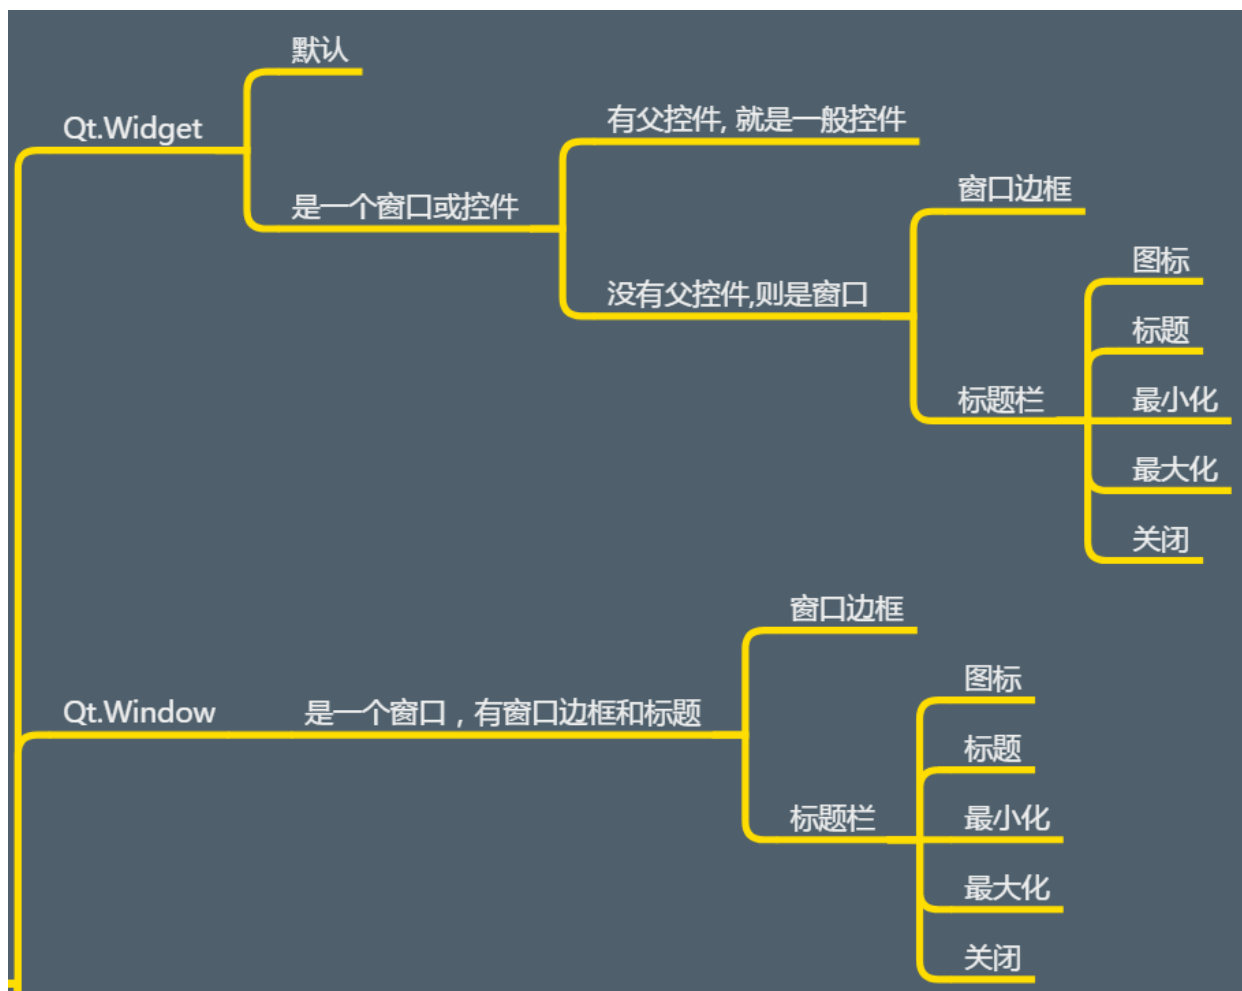 Qt.Widget
默认
是一个窗口或控件
有父控件, 就是一般控件
没有父控件,则是窗口
窗口边框
标题栏
图标
标题
最小化
最大化
关闭
Qt.Window
是一个窗口，有窗口边框和标题
窗口边框
标题栏
图标
标题
最小化
最大化
关闭